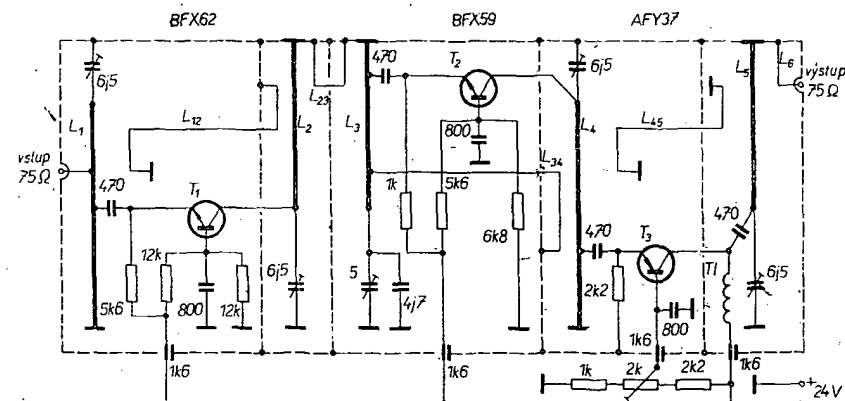 BFX62
BFX59
AFY37
6j5
L1
L12
L23
L2
L3
470
T2
6j5
L4
L45
L5
L6
výstup
75Ω
vstup
75Ω
470
T1
800
1k
5k6
6k8
L34
470
T3
470
Tl
6j5
5k6
12k
800
12k
6j5
5
4j7
2k2
800
1k6
1k6
1k6
1k6
1k
2k
2k2
+
24V